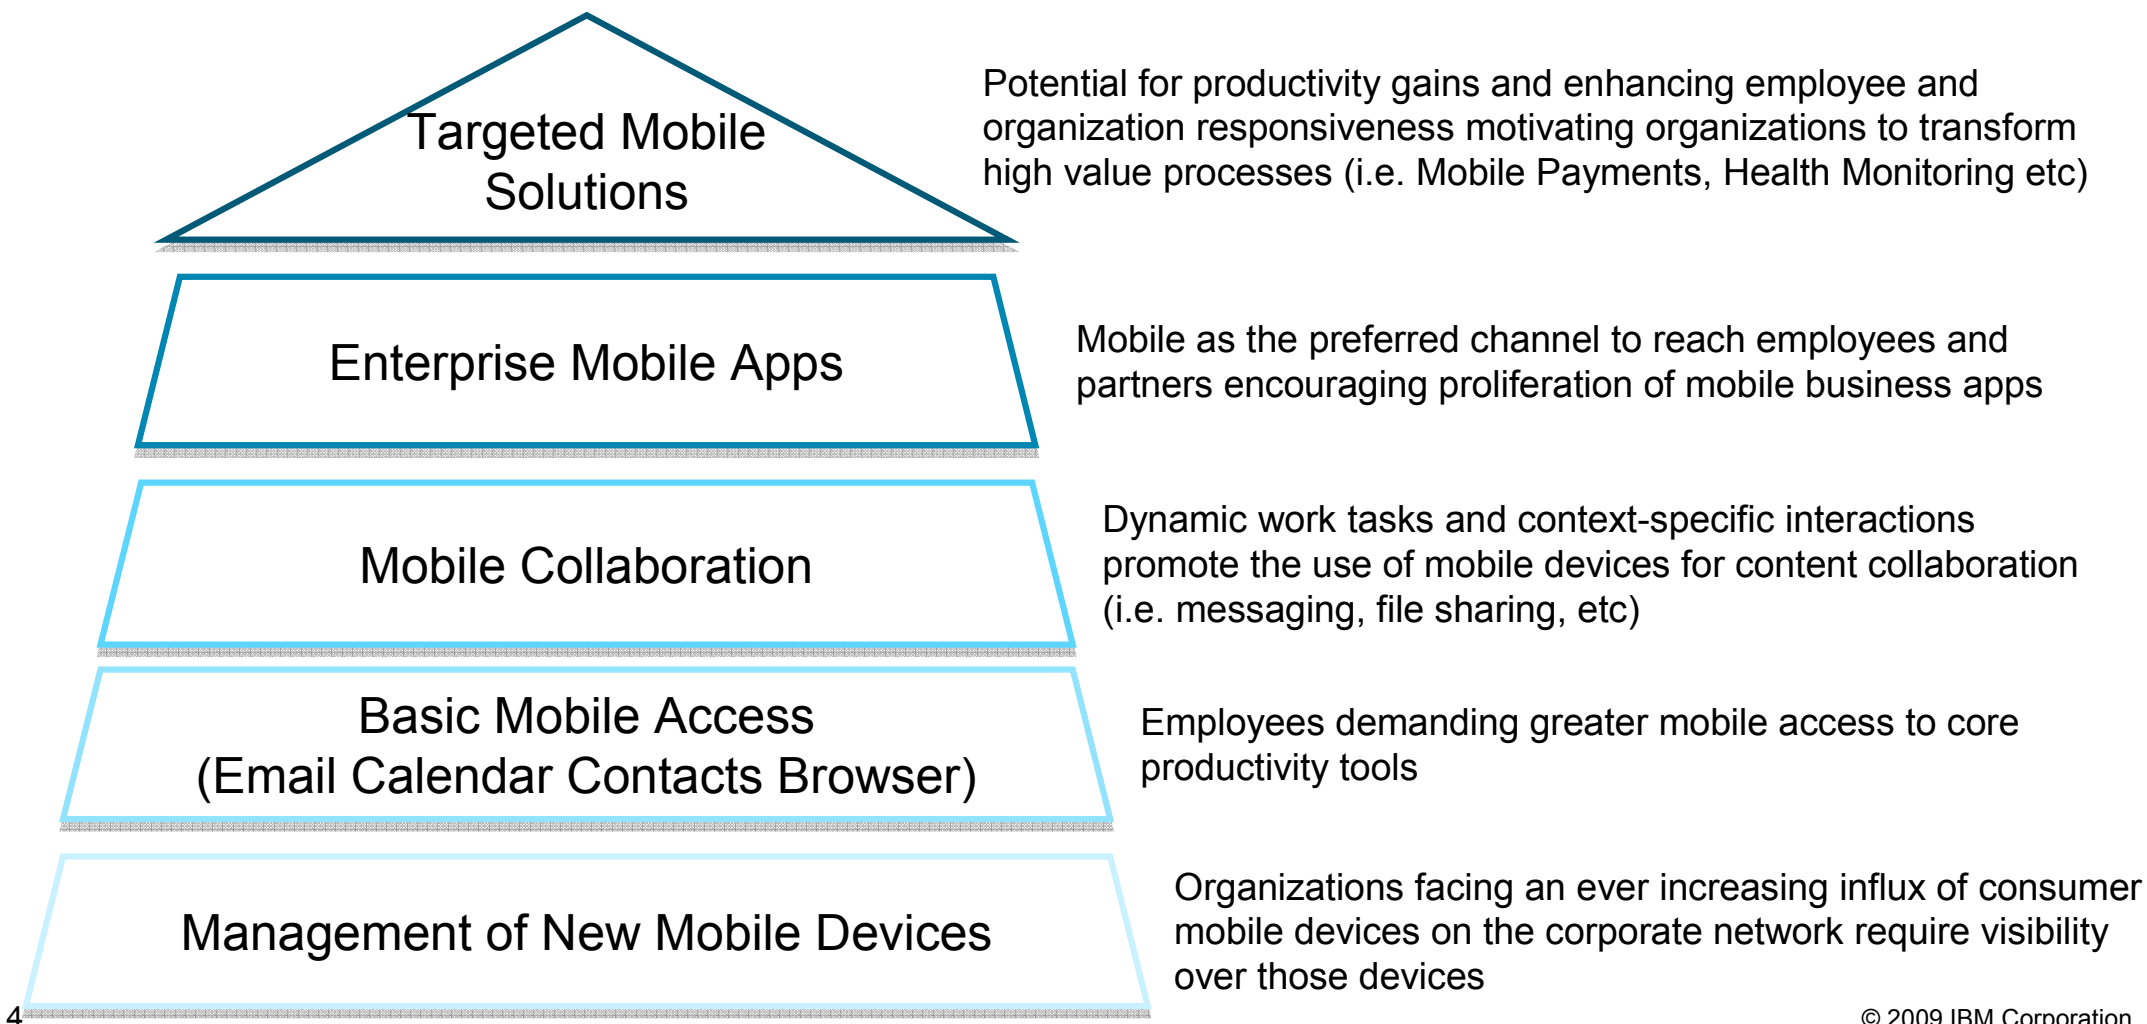 Targeted Mobile
Solutions
Potential for productivity gains and enhancing employee and
organization responsiveness motivating organizations to transform
high value processes (i.e. Mobile Payments, Health Monitoring etc)
Enterprise Mobile Apps
Mobile as the preferred channel to reach employees and
partners encouraging proliferation of mobile business apps
Mobile Collaboration
Dynamic work tasks and context-specific interactions
promote the use of mobile devices for content collaboration
(i.e. messaging, file sharing, etc)
Basic Mobile Access
(Email Calendar Contacts Browser)
Employees demanding greater mobile access to core
productivity tools
Management of New Mobile Devices
Organizations facing an ever increasing influx of consumer
mobile devices on the corporate network require visibility
over those devices
4
© 2009 IBM Corporation